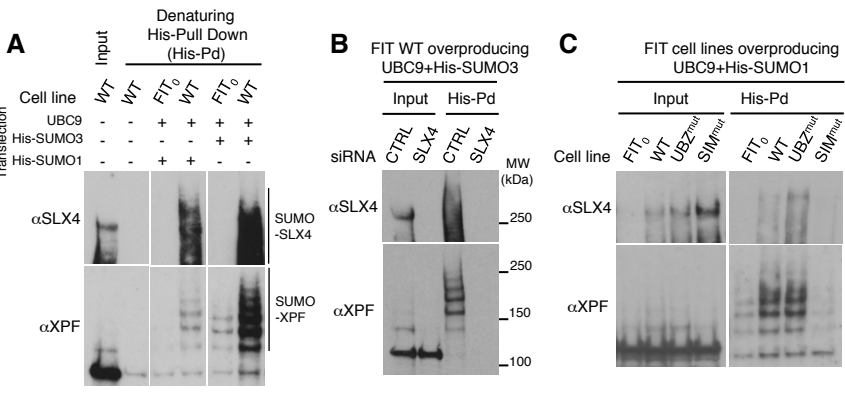 A
Input
Denaturing
His-Pull Down
(His-Pd)
Cell line
WT
WT
FIT0
WT
FIT0
WT
UBC9 - - + + + +
His-SUMO3 - - - - + +
His-SUMO1 - - + + - -
αSLX4
SUMO
-SLX4
αXPF
SUMO
-XPF
B
FIT WT overproducing
UBC9+His-SUMO3
Input His-Pd
siRNA
CTRL
SLX4
CTRL
SLX4
MW
(kDa)
αSLX4
250
250
αXPF
150
100
C
FIT cell lines overproducing
UBC9+His-SUMO1
Input His-Pd
Cell line
FIT0
WT
UBZmut
SIMmut
FIT0
WT
UBZmut
SIMmut
αSLX4
αXPF